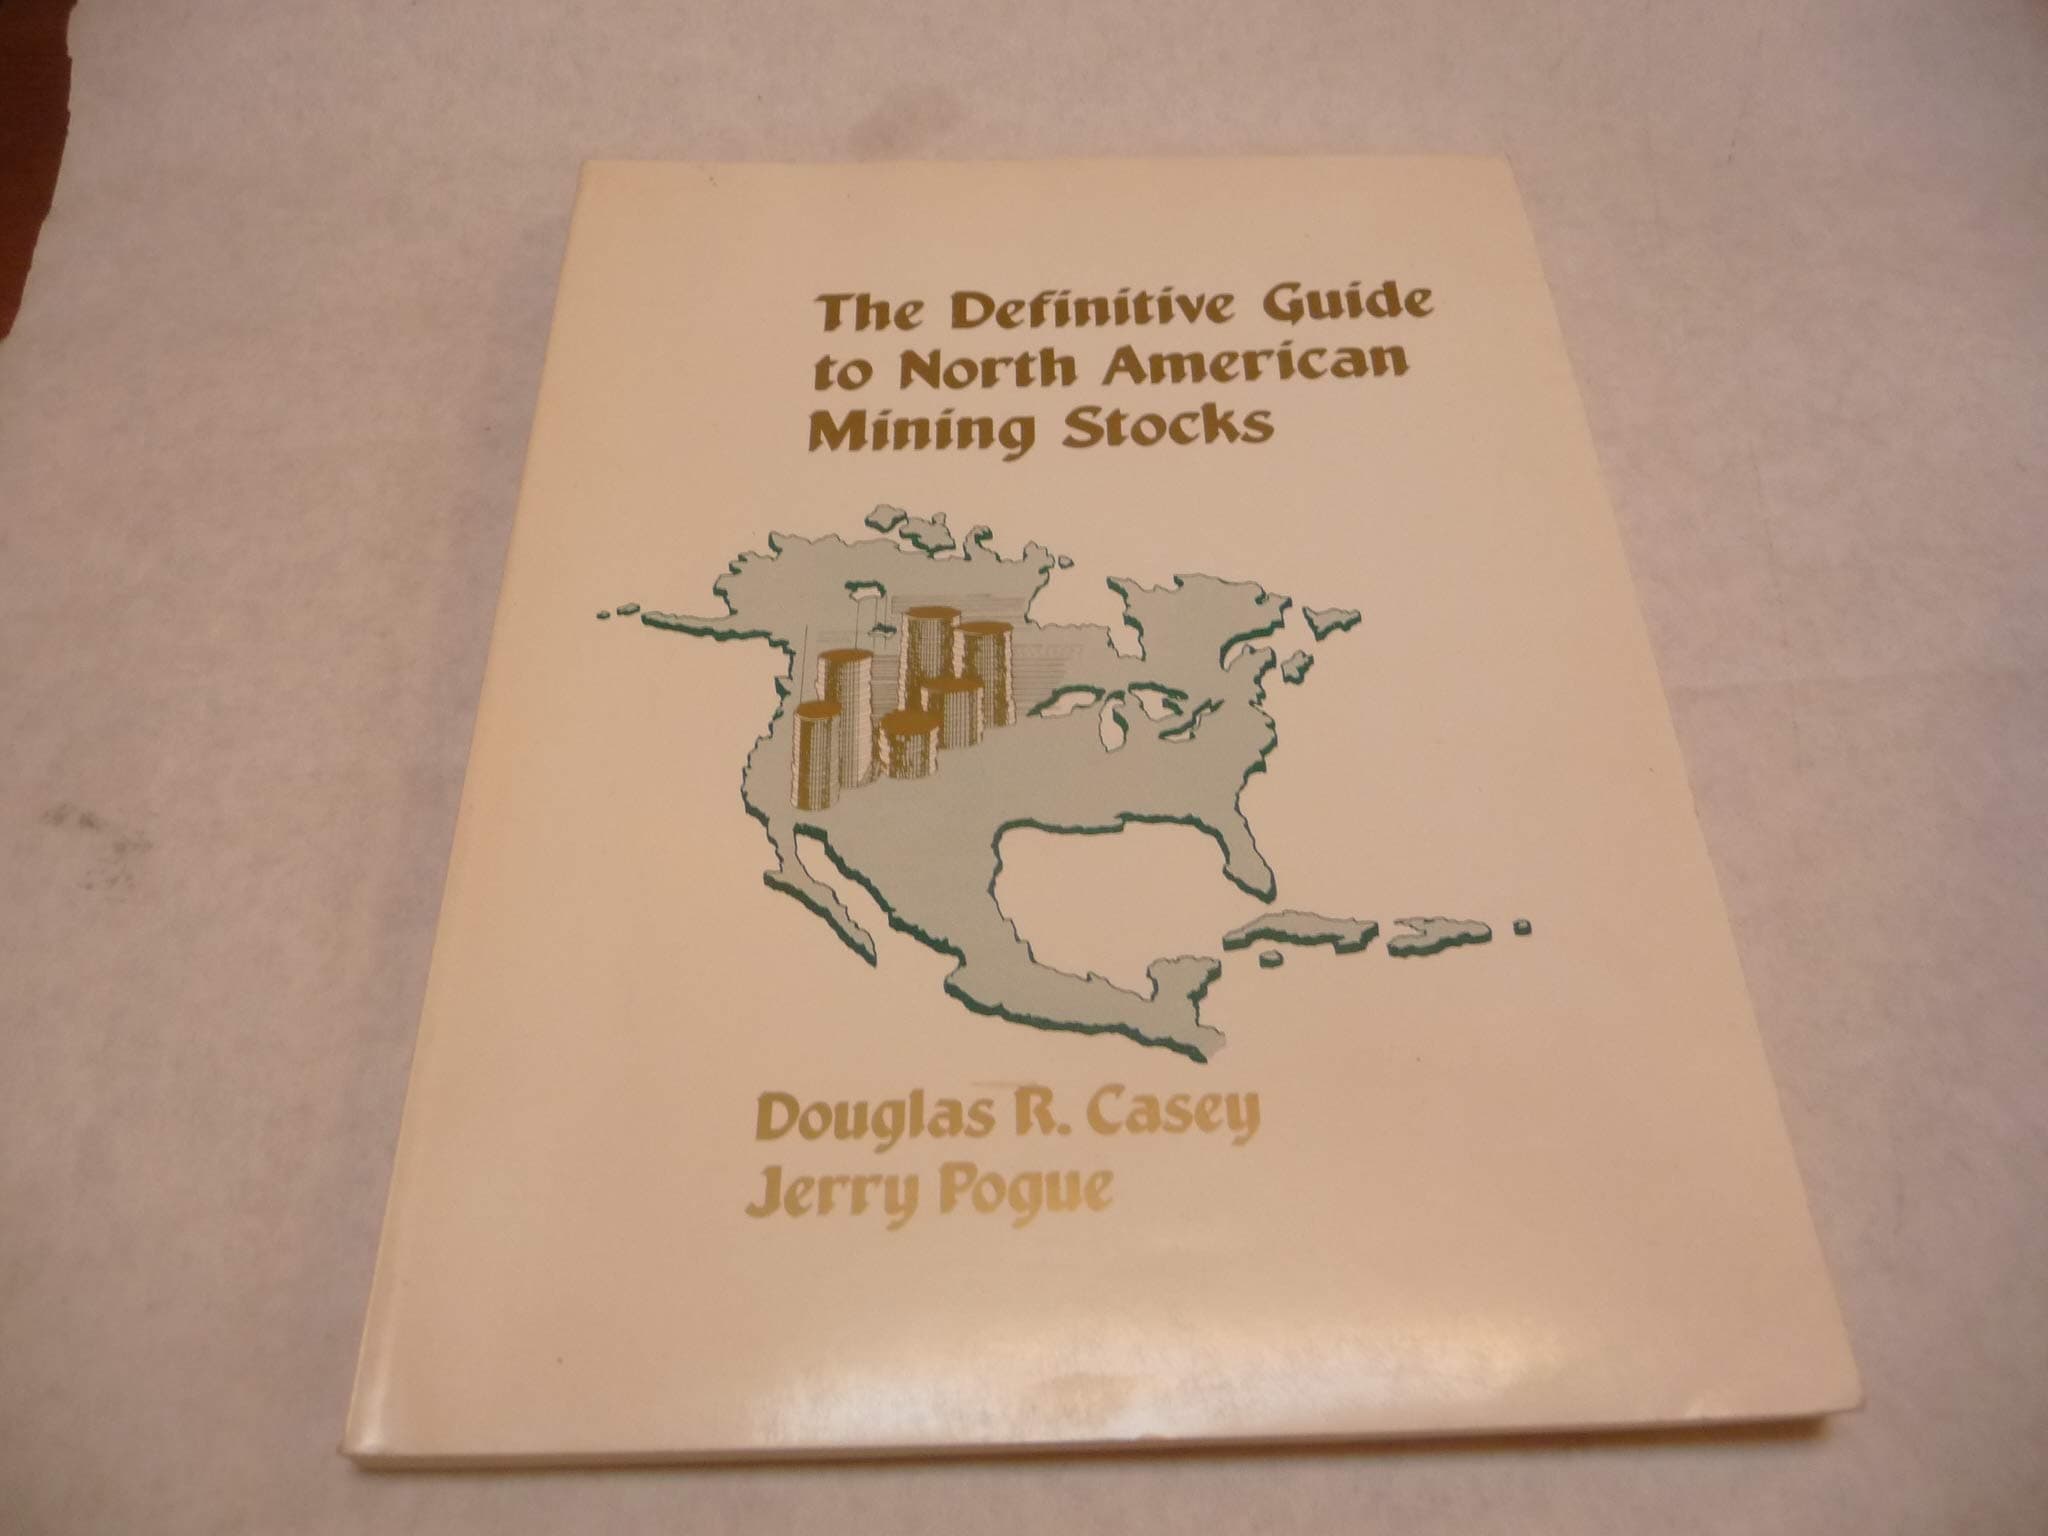 The Definitive Guide
to North American
Mining Stocks
Douglas R. Casey
Jerry Pogue